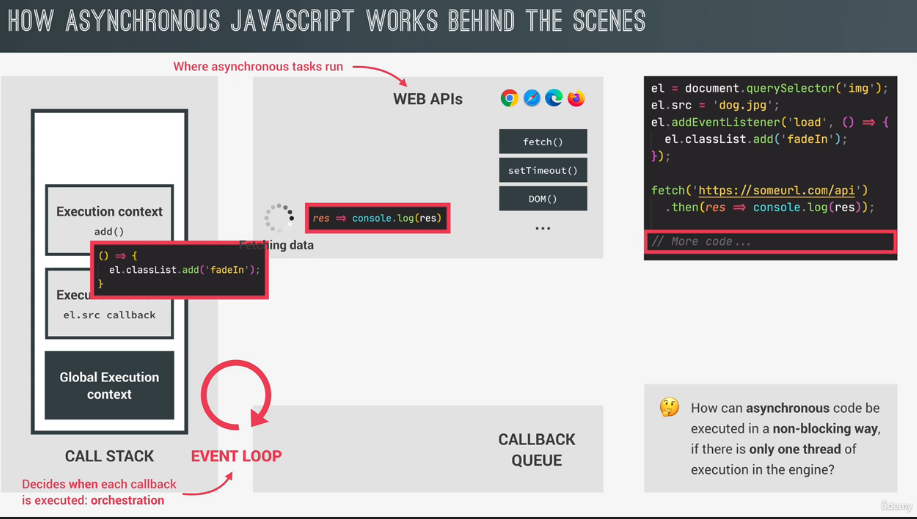 HOW ASYNCHRONOUS JAVASCRIPT WORKS BEHIND THE SCENES
Where asynchronous tasks run
WEB APIs
fetch()
setTimeout()
DOM()
...
res => console.log(res)
Fetching data
Execution context
add()
() => {
el.classList.add('fadeIn');
}
Execu
el.src callback
Global Execution
context
CALL STACK
EVENT LOOP
Decides when each callback
is executed: orchestration
CALLBACK
QUEUE
el = document.querySelector('img');
el.src = 'dog.jpg';
el.addEventListener('load', () => {
el.classList.add('fadeIn');
});
fetch('https://someurl.com/api')
.then(res => console.log(res));
// More code...
How can asynchronous code be
executed in a non-blocking way,
if there is only one thread of
execution in the engine?
Udemy